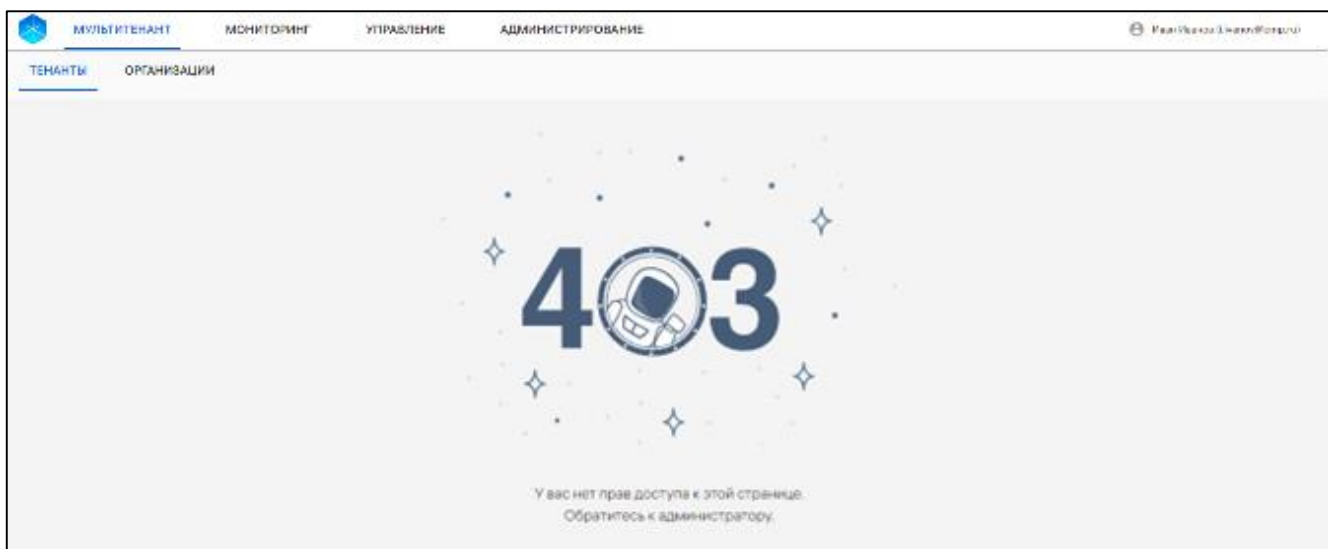 МУЛЬТИТЕНАНТ МОНИТОРИНГ УПРАВЛЕНИЕ АДМИНИСТРИРОВАНИЕ
ТЕНАНТЫ ОРГАНИЗАЦИИ
403
У вас нет прав доступа к этой странице.
Обратитесь к администратору.